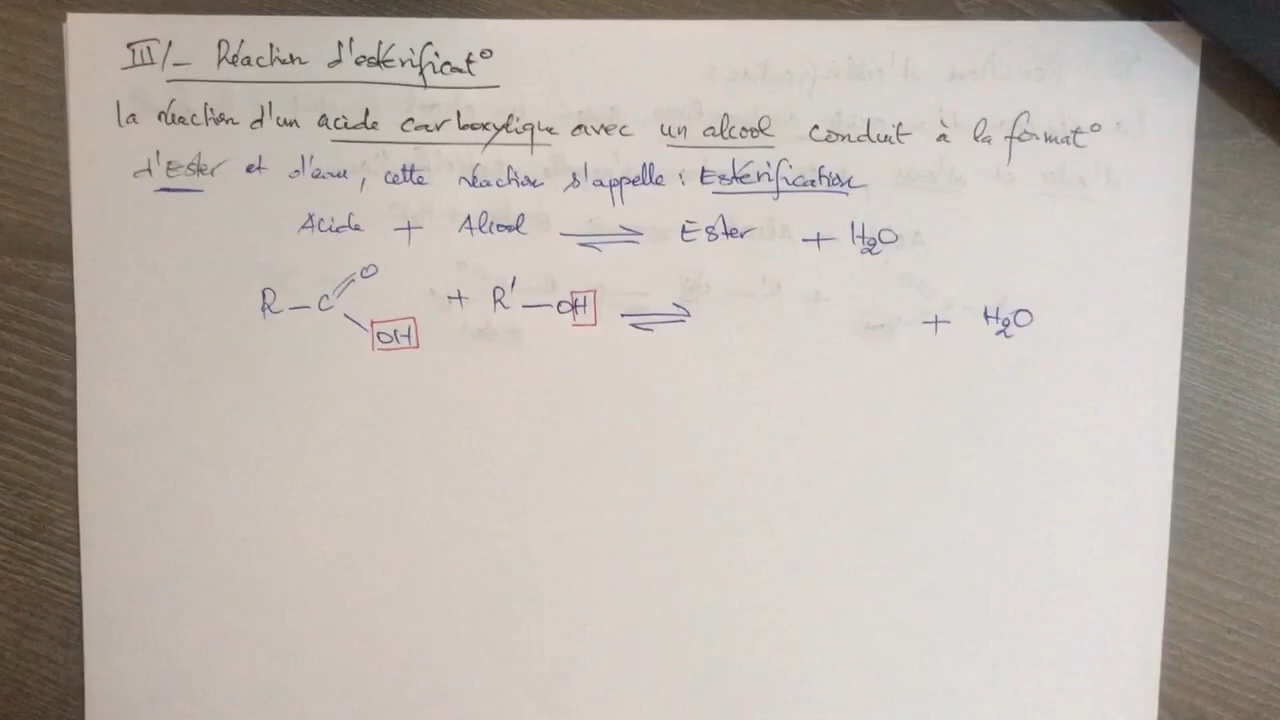 III/- Réaction d'estérificat°
la réaction d'un acide carboxylique avec un alcool conduit à la format°
d'Ester et d'eau, cette réaction s'appelle : Estérification
Acide + Alcool ⇌ Ester + H₂O
R-C(=O)-OH + R'-OH ⇌ + H₂O